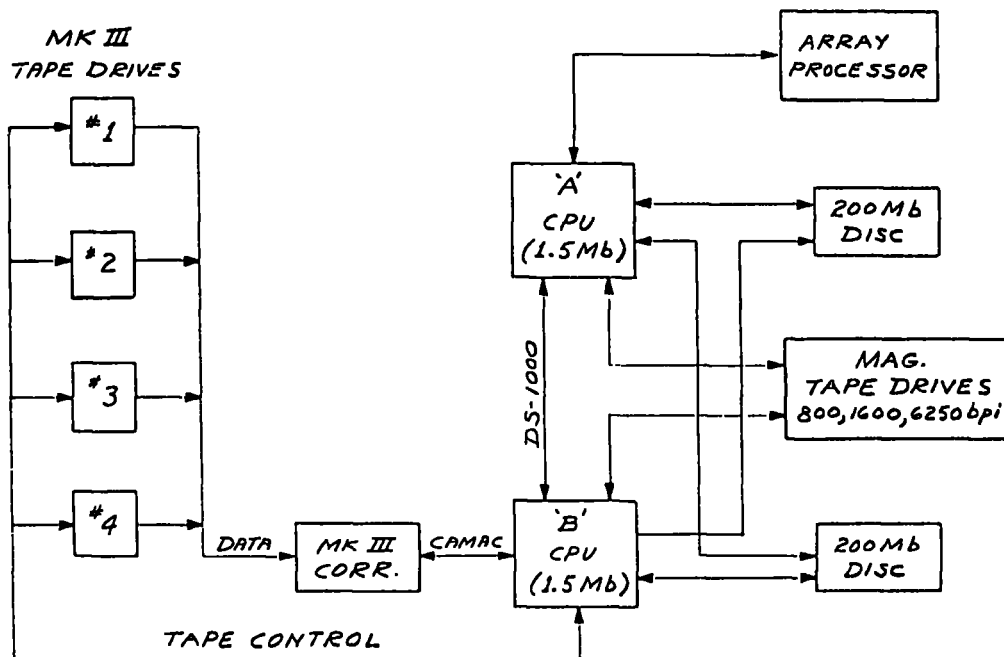 MK III
TAPE DRIVES
#1
#2
#3
#4
DATA
MK III
CORR.
CAMAC
TAPE CONTROL
ARRAY
PROCESSOR
'A'
CPU
(1.5Mb)
DS-1000
'B'
CPU
(1.5Mb)
200Mb
DISC
MAG.
TAPE DRIVES
800,1600,6250bpi
200Mb
DISC